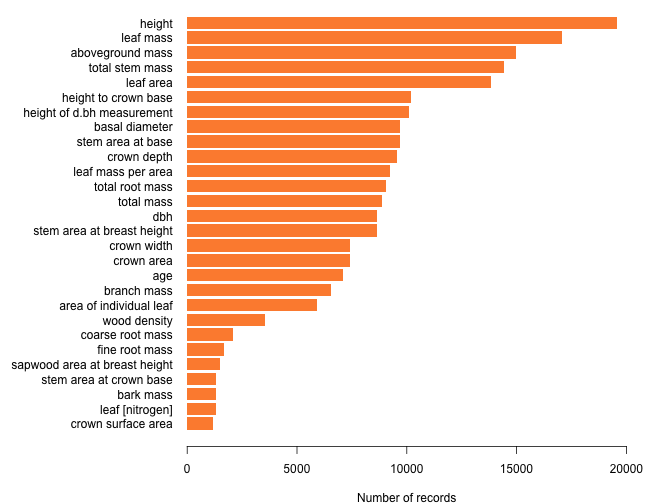 height
leaf mass
aboveground mass
total stem mass
leaf area
height to crown base
height of d.bh measurement
basal diameter
stem area at base
crown depth
leaf mass per area
total root mass
total mass
dbh
stem area at breast height
crown width
crown area
age
branch mass
area of individual leaf
wood density
coarse root mass
fine root mass
sapwood area at breast height
stem area at crown base
bark mass
leaf [nitrogen]
crown surface area
0 5000 10000 15000 20000
Number of records